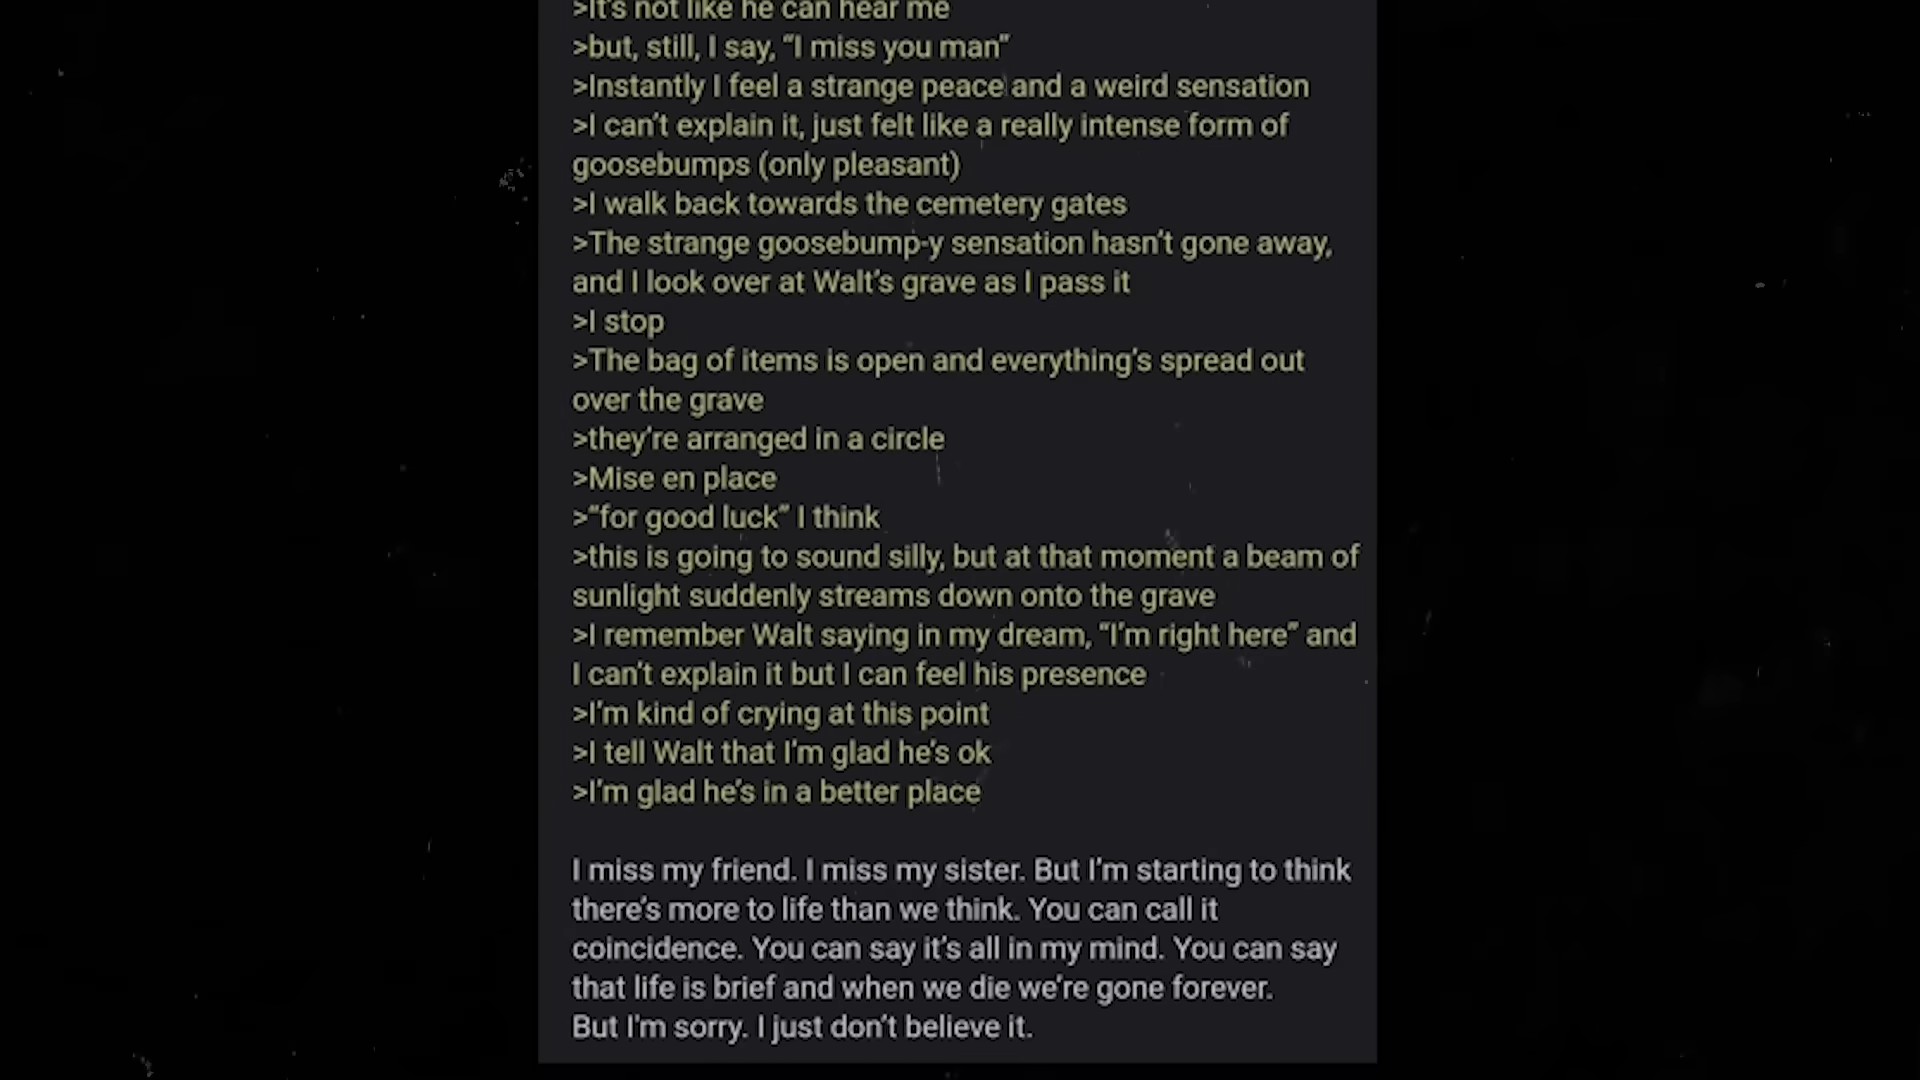 >It's not like he can hear me
>but, still, I say, “I miss you man”
>Instantly I feel a strange peace and a weird sensation
>I can’t explain it, just felt like a really intense form of
goosebumps (only pleasant)
>I walk back towards the cemetery gates
>The strange goosebump-y sensation hasn’t gone away,
and I look over at Walt’s grave as I pass it
>I stop
>The bag of items is open and everything’s spread out
over the grave
>they’re arranged in a circle
>Mise en place
>“for good luck” I think
>this is going to sound silly, but at that moment a beam of
sunlight suddenly streams down onto the grave
>I remember Walt saying in my dream, “I’m right here” and
I can’t explain it but I can feel his presence
>I’m kind of crying at this point
>I tell Walt that I’m glad he’s ok
>I’m glad he’s in a better place
I miss my friend. I miss my sister. But I’m starting to think
there’s more to life than we think. You can call it
coincidence. You can say it’s all in my mind. You can say
that life is brief and when we die we’re gone forever.
But I'm sorry. I just don’t believe it.